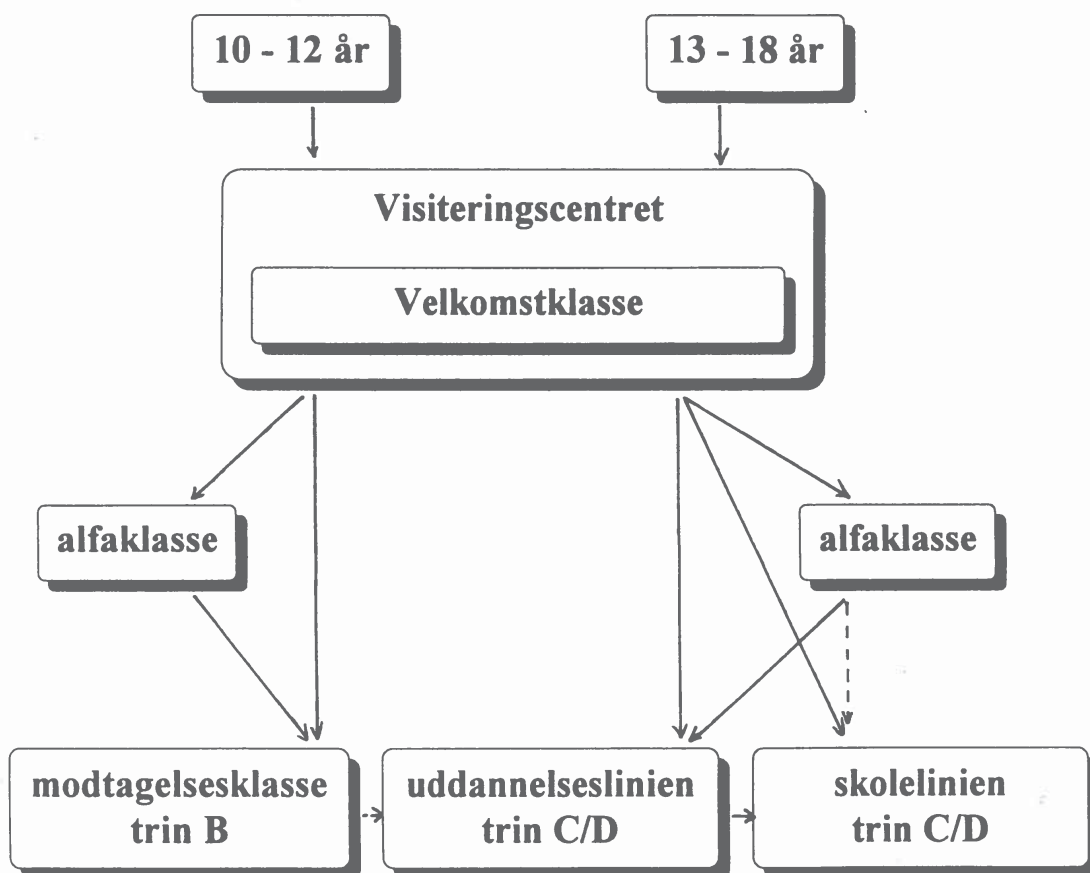 10 - 12 år
13 - 18 år
Visiteringscentret
Velkomstklasse
alfaklasse
alfaklasse
modtagelsesklasse
trin B
uddannelseslinien
trin C/D
skolelinien
trin C/D